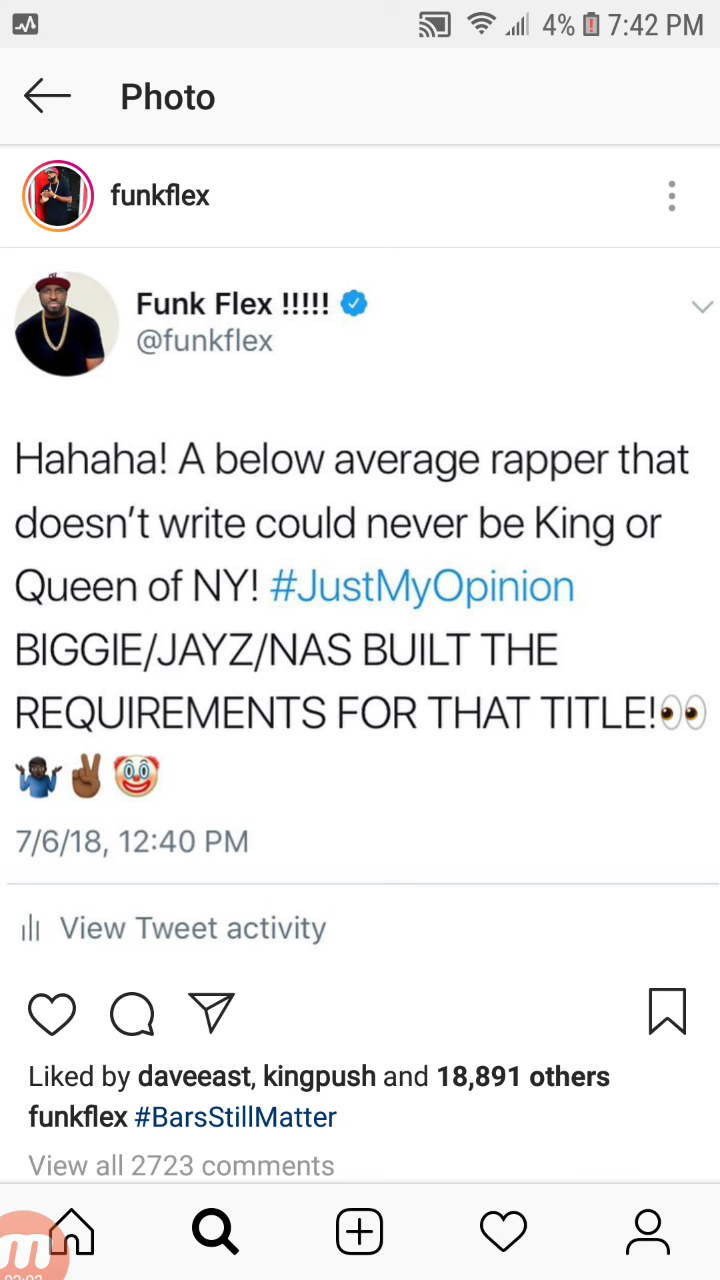 4% 7:42 PM
Photo
funkflex
Funk Flex !!!!!
@funkflex
Hahaha! A below average rapper that
doesn't write could never be King or
Queen of NY! #JustMyOpinion
BIGGIE/JAYZ/NAS BUILT THE
REQUIREMENTS FOR THAT TITLE!👀
🤷🏿‍♂️✌🏾🤡
7/6/18, 12:40 PM
View Tweet activity
Liked by daveeast, kingpush and 18,891 others
funkflex #BarsStillMatter
View all 2723 comments
m